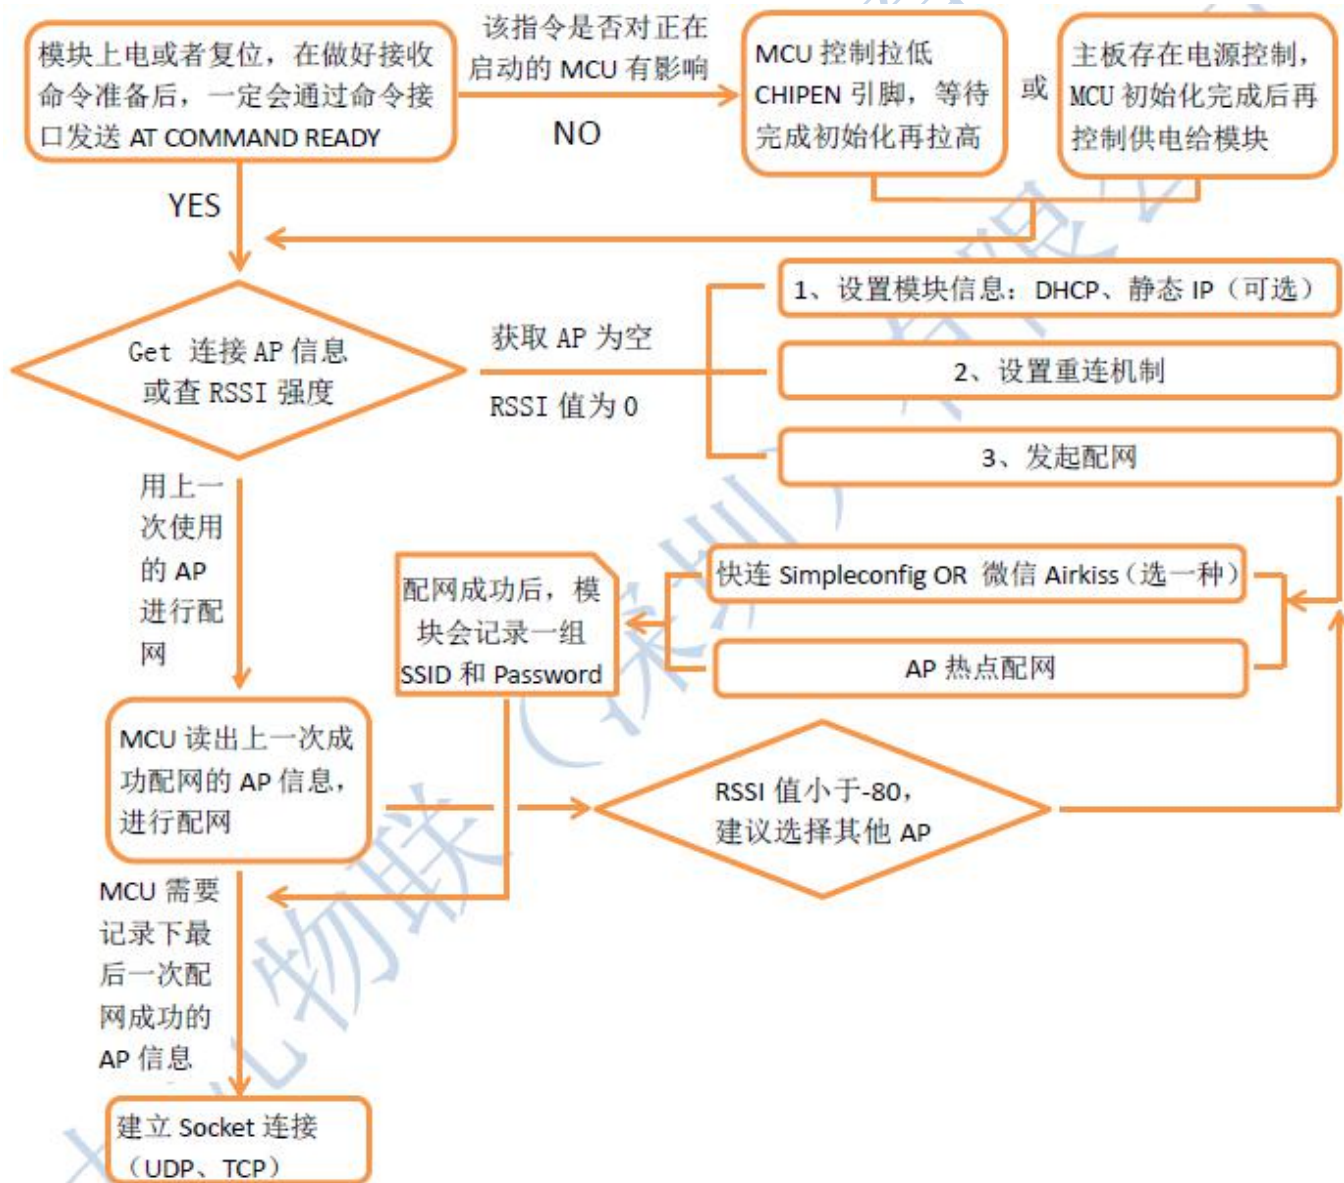 模块上电或者复位，在做好接收
命令准备后，一定会通过命令接
口发送 AT COMMAND READY
该指令是否对正在
启动的 MCU 有影响
NO
MCU 控制拉低
CHIPEN 引脚，等待
完成初始化再拉高
或
主板存在电源控制，
MCU 初始化完成后再
控制供电给模块
YES
Get 连接 AP 信息
或查 RSSI 强度
获取 AP 为空
RSSI 值为 0
1、设置模块信息：DHCP、静态 IP（可选）
2、设置重连机制
3、发起配网
用上一
次使用
的 AP
进行配
网
配网成功后，模
块会记录一组
SSID 和 Password
快连 Simpleconfig OR 微信 Airkiss（选一种）
AP 热点配网
MCU 读出上一次成
功配网的 AP 信息，
进行配网
RSSI 值小于-80，
建议选择其他 AP
MCU 需要
记录下最
后一次配
网成功的
AP 信息
建立 Socket 连接
（UDP、TCP）
物联（深圳）有限公